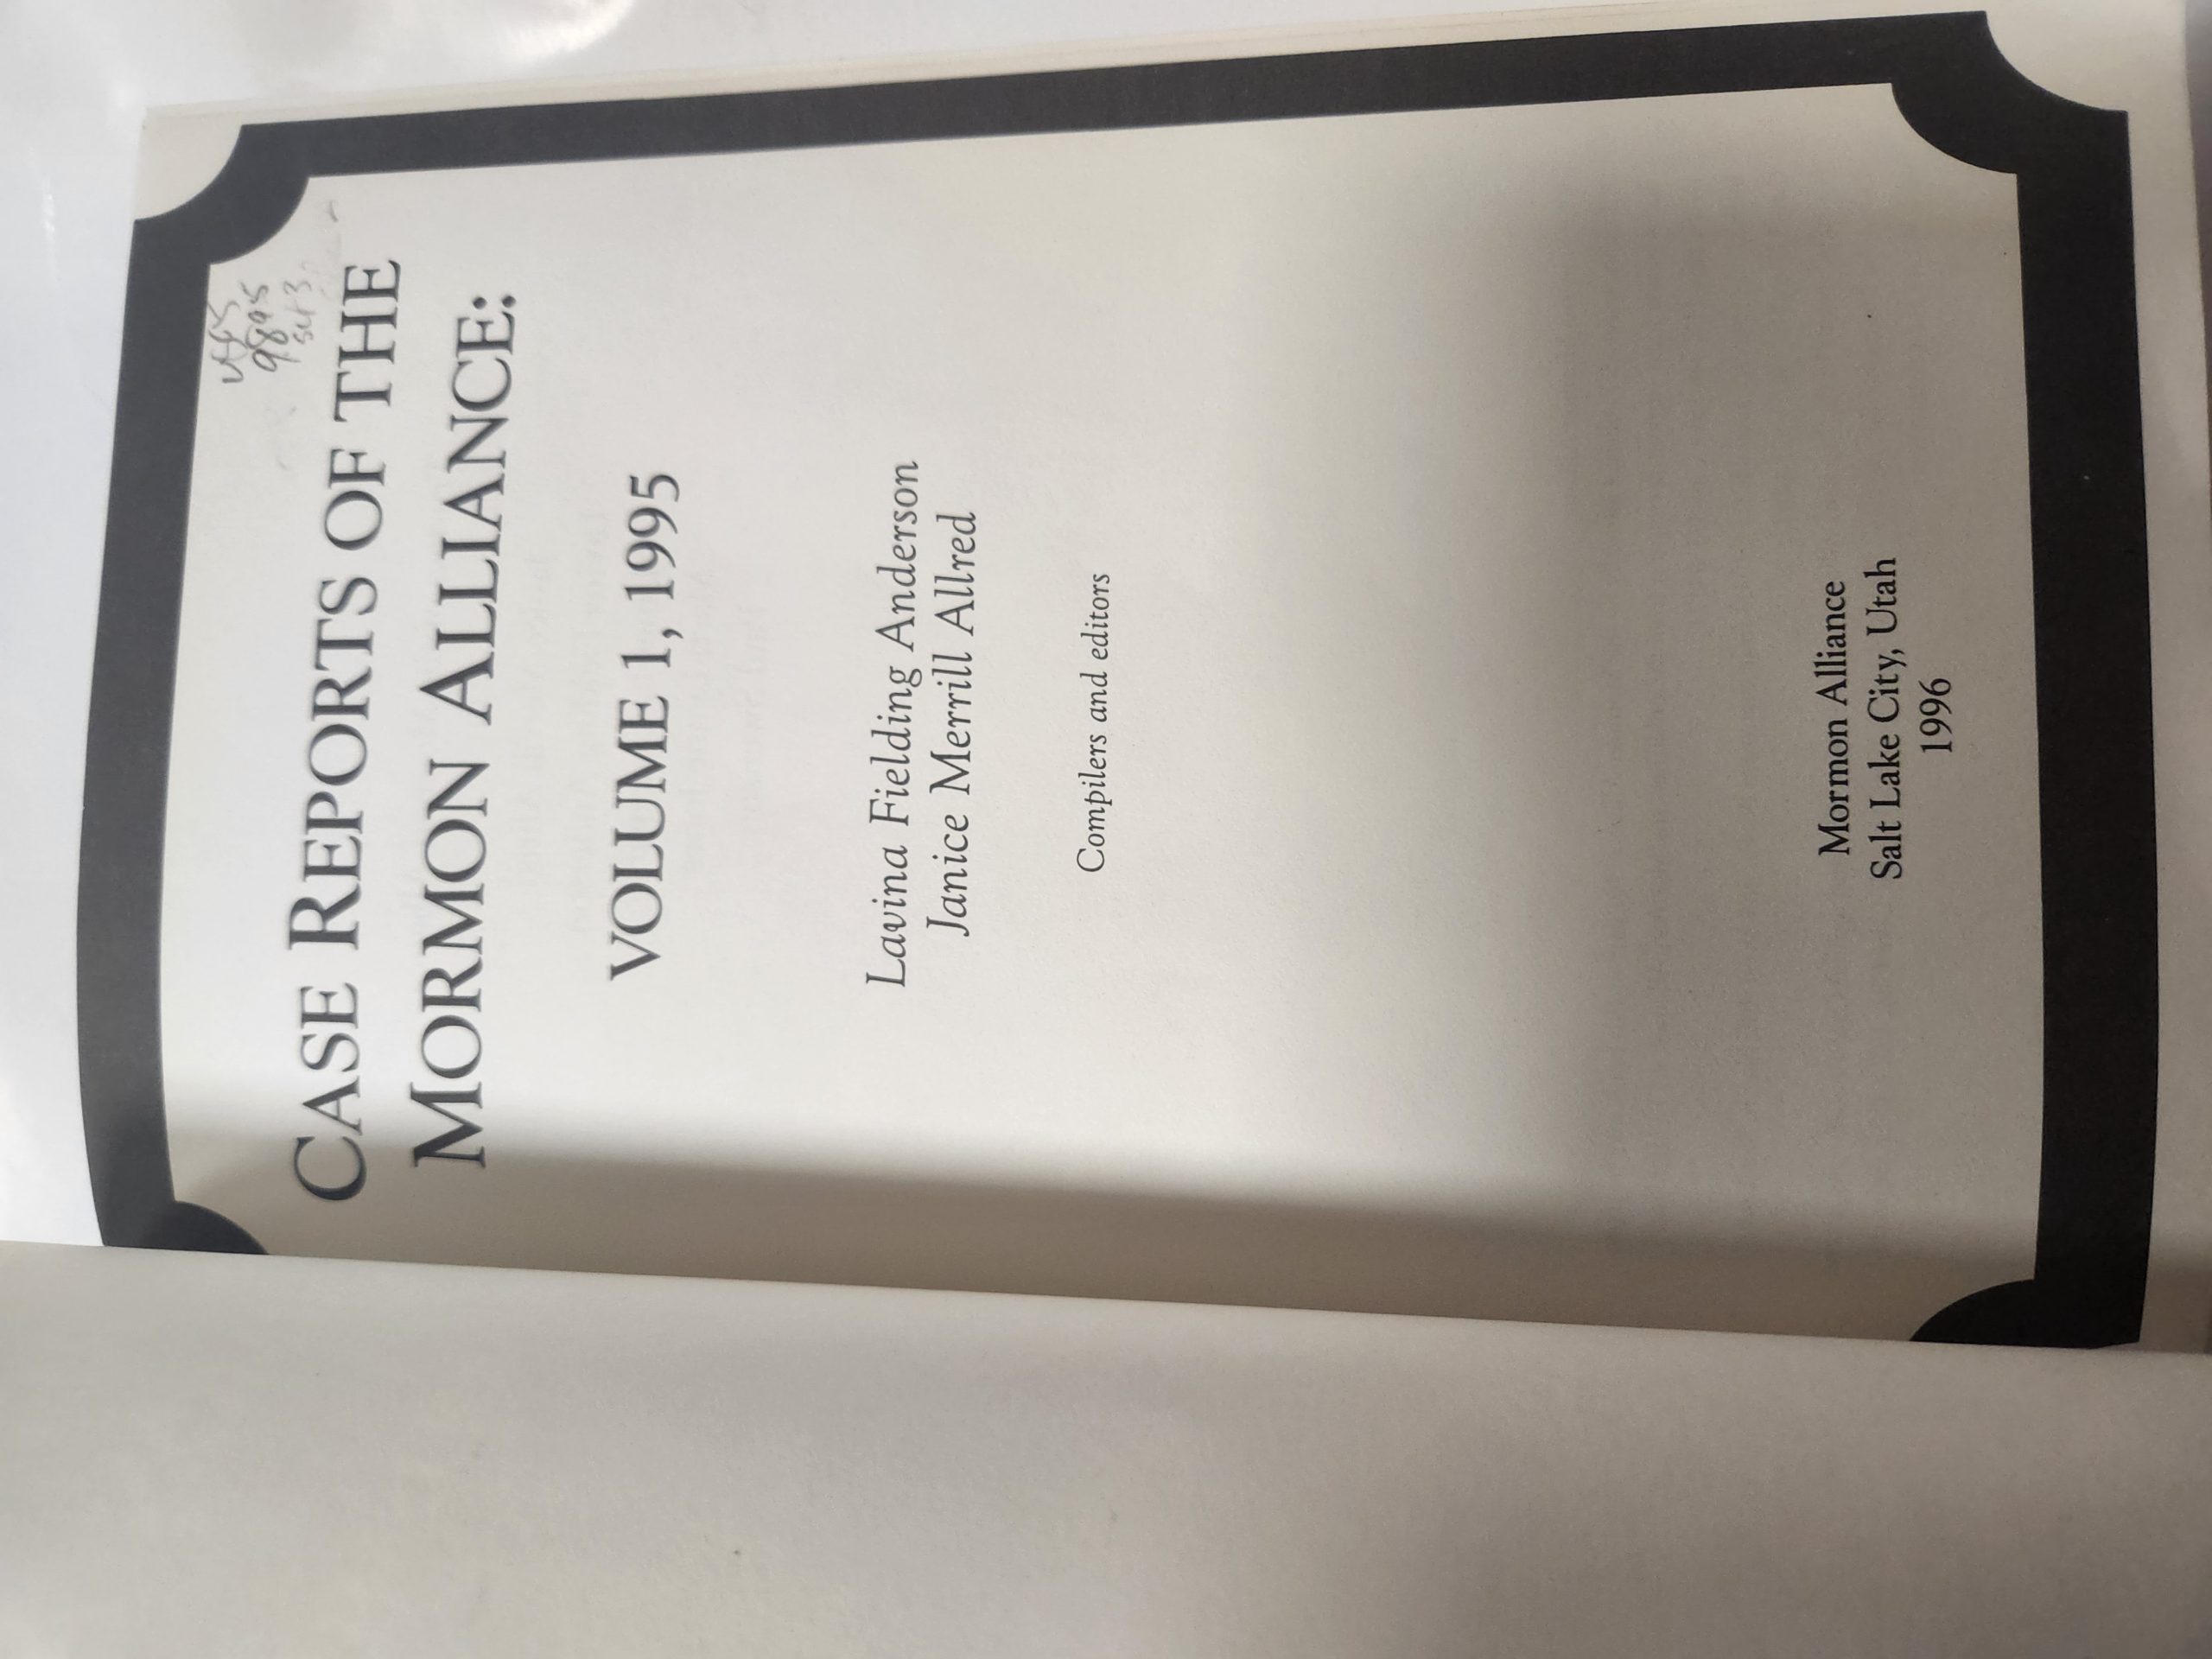 CASE REPORTS OF THE
MORMON ALLIANCE:
VOLUME 1, 1995
Lavina Fielding Anderson
Janice Merrill Allred
Compilers and editors
Mormon Alliance
Salt Lake City, Utah
1996